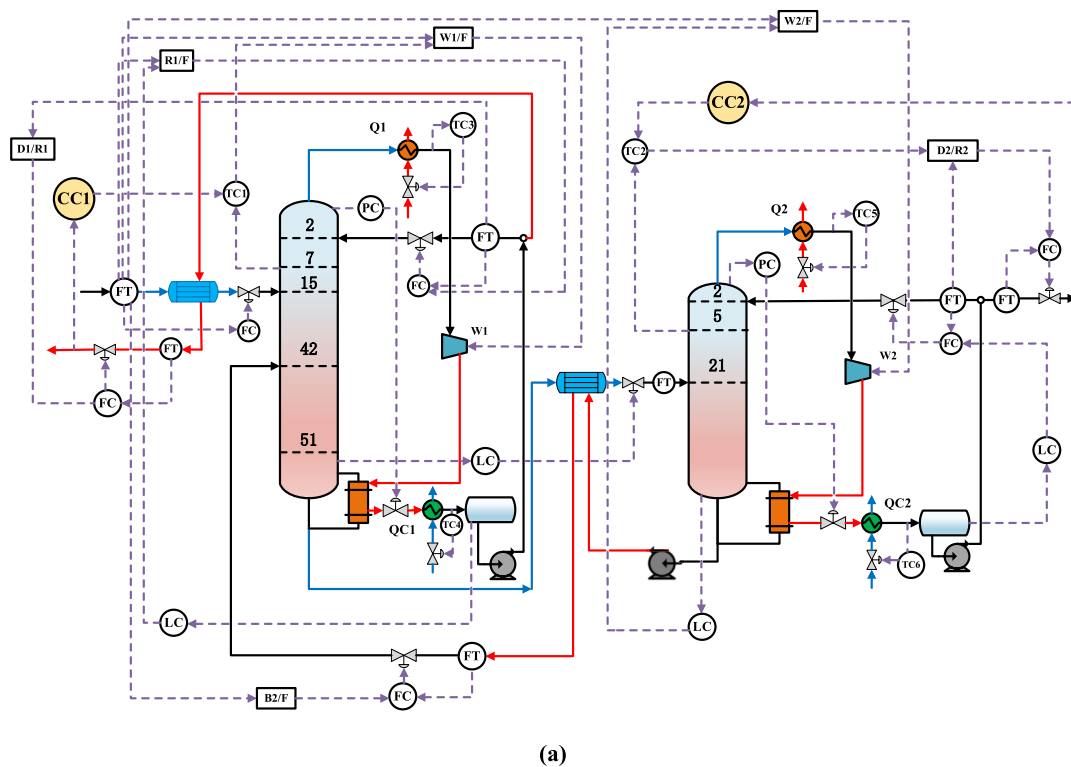 W2/F
W1/F
R1/F
CC2
Q1
TC3
D1/R1
TC2
D2/R2
CC1
TC1
PC
Q2
TC5
2
FT
FC
7
PC
FT
15
FC
2
FT
FT
5
FC
W1
FC
FT
42
W2
21
FT
FC
51
LC
LC
QC1
TC4
QC2
TC6
LC
LC
FT
B2/F
FC
(a)